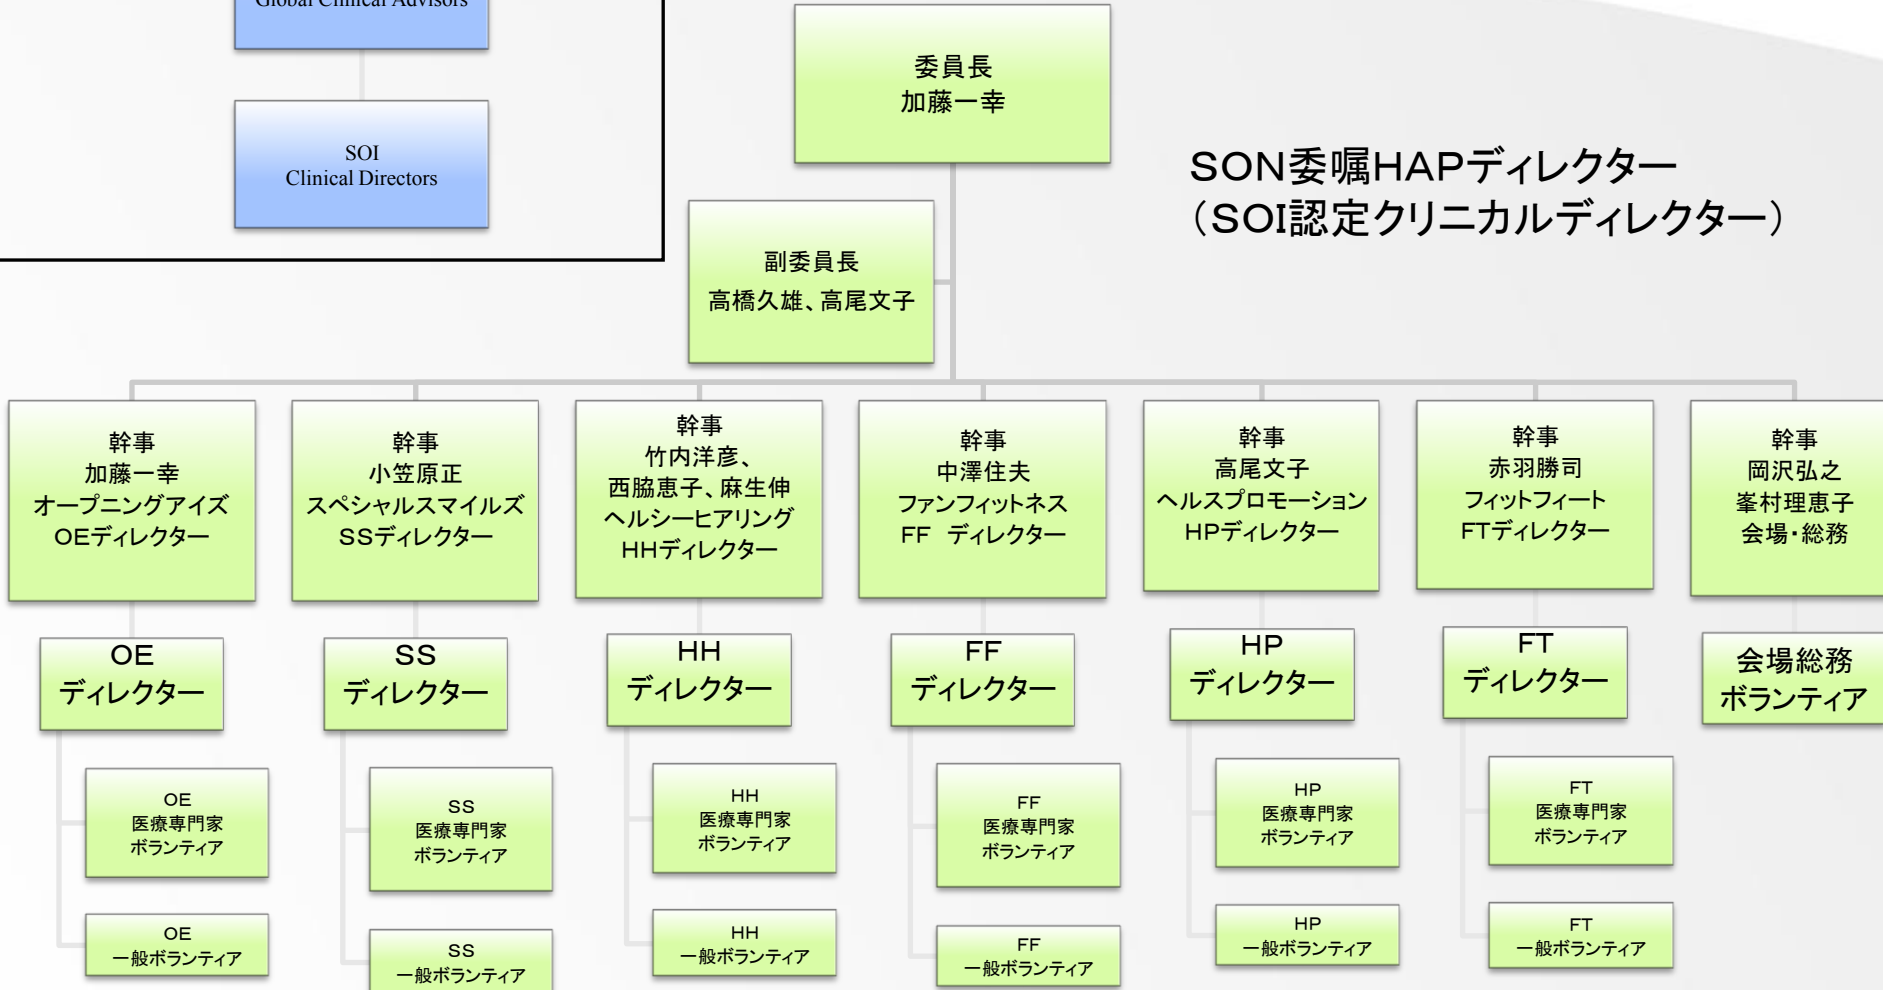 Global Clinical Advisors
SOI
Clinical Directors
委員長
加藤一幸
SON委嘱HAPディレクター
（SOI認定クリニカルディレクター）
副委員長
高橋久雄、高尾文子
幹事
加藤一幸
オープニングアイズ
OEディレクター
幹事
小笠原正
スペシャルスマイルズ
SSディレクター
幹事
竹内洋彦、
西脇恵子、麻生伸
ヘルシーヒアリング
HHディレクター
幹事
中澤住夫
ファンフィットネス
FF　ディレクター
幹事
高尾文子
ヘルスプロモーション
HPディレクター
幹事
赤羽勝司
フィットフィート
FTディレクター
幹事
岡沢弘之
峯村理恵子
会場・総務
OE
ディレクター
SS
ディレクター
HH
ディレクター
FF
ディレクター
HP
ディレクター
FT
ディレクター
会場総務
ボランティア
OE
医療専門家
ボランティア
SS
医療専門家
ボランティア
HH
医療専門家
ボランティア
FF
医療専門家
ボランティア
HP
医療専門家
ボランティア
FT
医療専門家
ボランティア
OE
一般ボランティア
SS
一般ボランティア
HH
一般ボランティア
FF
一般ボランティア
HP
一般ボランティア
FT
一般ボランティア